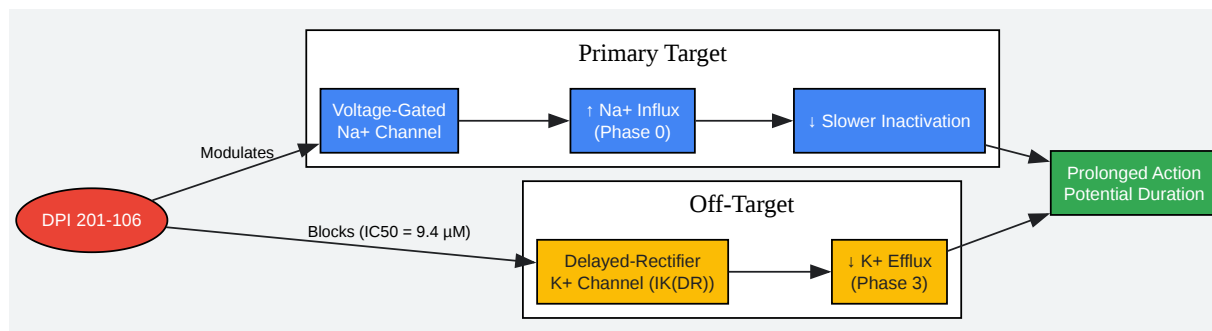 Primary Target
Voltage-Gated
Na+ Channel
↑ Na+ Influx
(Phase 0)
↓ Slower Inactivation
Modulates
DPI 201-106
Prolonged Action
Potential Duration
Off-Target
Blocks (IC50 = 9.4 µM)
Delayed-Rectifier
K+ Channel (IK(DR))
↓ K+ Efflux
(Phase 3)